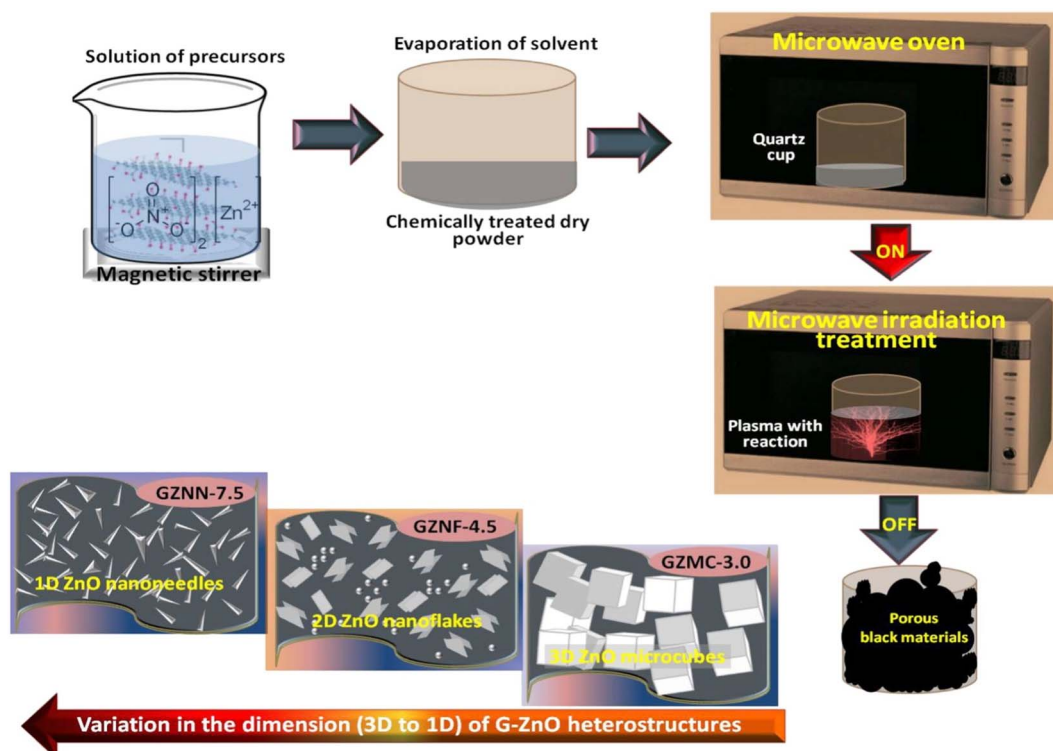 Solution of precursors
Evaporation of solvent
Microwave oven
Quartz
cup
O
N+
-O O 2
Zn2+
Magnetic stirrer
Chemically treated dry
powder
ON
Microwave irradiation
treatment
Plasma with
reaction
OFF
Porous
black materials
GZNN-7.5
1D ZnO nanoneedles
GZNF-4.5
2D ZnO nanoflakes
GZMC-3.0
3D ZnO microcubes
Variation in the dimension (3D to 1D) of G-ZnO heterostructures